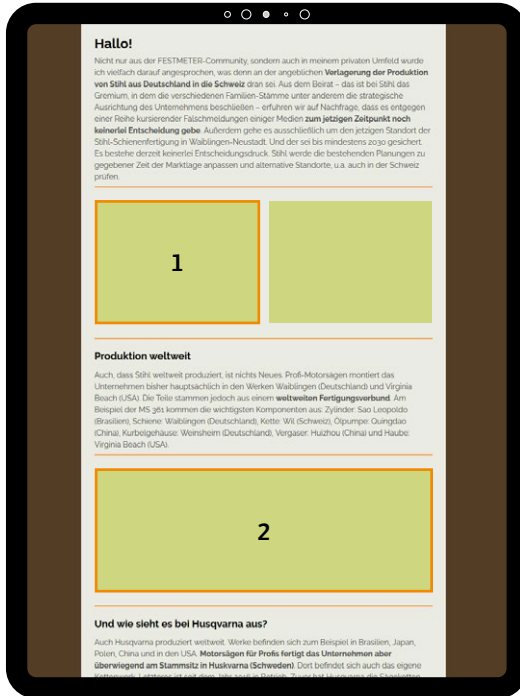 Hallo!
Nicht nur aus der FESTMETER-Community, sondern auch in meinem privaten Umfeld wurde
ich vielfach darauf angesprochen, was denn an der angeblichen Verlagerung der Produktion
von Stihl aus Deutschland in die Schweiz dran sei. Aus dem Beirat – das ist bei Stihl das
Gremium, in dem die verschiedenen Familien-Stämme unter anderem die strategische
Ausrichtung des Unternehmens beschließen – erfuhren wir auf Nachfrage, dass es entgegen
einer Reihe kursierender Falschmeldungen einiger Medien zum jetzigen Zeitpunkt noch
keinerlei Entscheidung gebe. Außerdem gehe es ausschließlich um den jetzigen Standort der
Stihl-Schienenfertigung in Waiblingen-Neustadt. Und der sei bis mindestens 2030 gesichert.
Es bestehe derzeit keinerlei Entscheidungsdruck. Stihl werde die bestehenden Planungen zu
gegebener Zeit der Marktlage anpassen und alternative Standorte, u.a. auch in der Schweiz
prüfen.
1
Produktion weltweit
Auch, dass Stihl weltweit produziert, ist nichts Neues. Profi-Motorsägen montiert das
Unternehmen bisher hauptsächlich in den Werken Waiblingen (Deutschland) und Virginia
Beach (USA). Die Teile stammen jedoch aus einem weltweiten Fertigungsverbund. Am
Beispiel der MS 361 kommen die wichtigsten Komponenten aus: Zylinder: Sao Leopoldo
(Brasilien), Schiene: Waiblingen (Deutschland), Kette: Wil (Schweiz), Ölpumpe: Quingdao
(China), Kurbelgehäuse: Weinsheim (Deutschland), Vergaser: Huizhou (China) und Haube:
Virginia Beach (USA).
2
Und wie sieht es bei Husqvarna aus?
Auch Husqvarna produziert weltweit. Werke befinden sich zum Beispiel in Brasilien, Japan,
Polen, China und in den USA. Motorsägen für Profis fertigt das Unternehmen aber
überwiegend am Stammsitz in Huskvarna (Schweden). Dort befindet sich auch das eigene